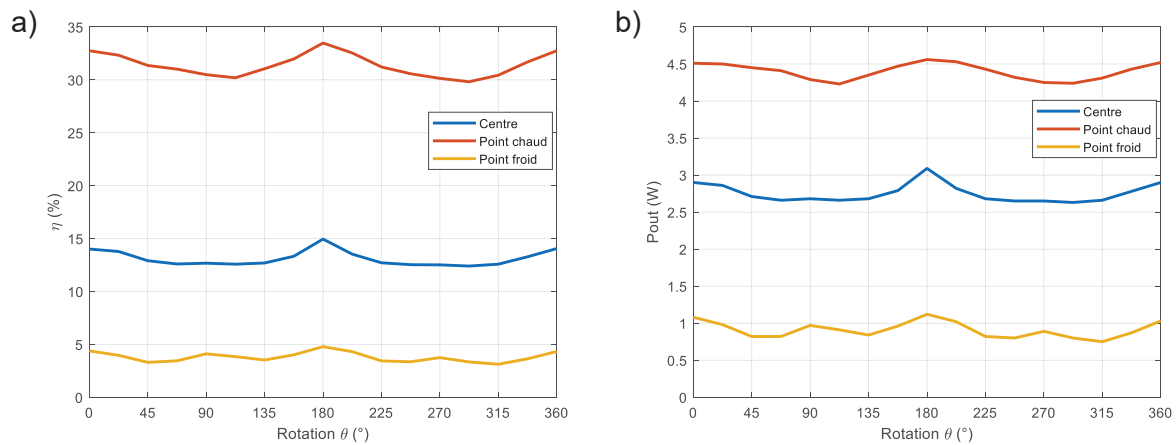 a)
35
30
25
20
15
10
5
0
η (%)
0 45 90 135 180 225 270 315 360
Rotation θ (°)
Centre
Point chaud
Point froid
b)
5
4.5
4
3.5
3
2.5
2
1.5
1
0.5
0
Pout (W)
0 45 90 135 180 225 270 315 360
Rotation θ (°)
Centre
Point chaud
Point froid